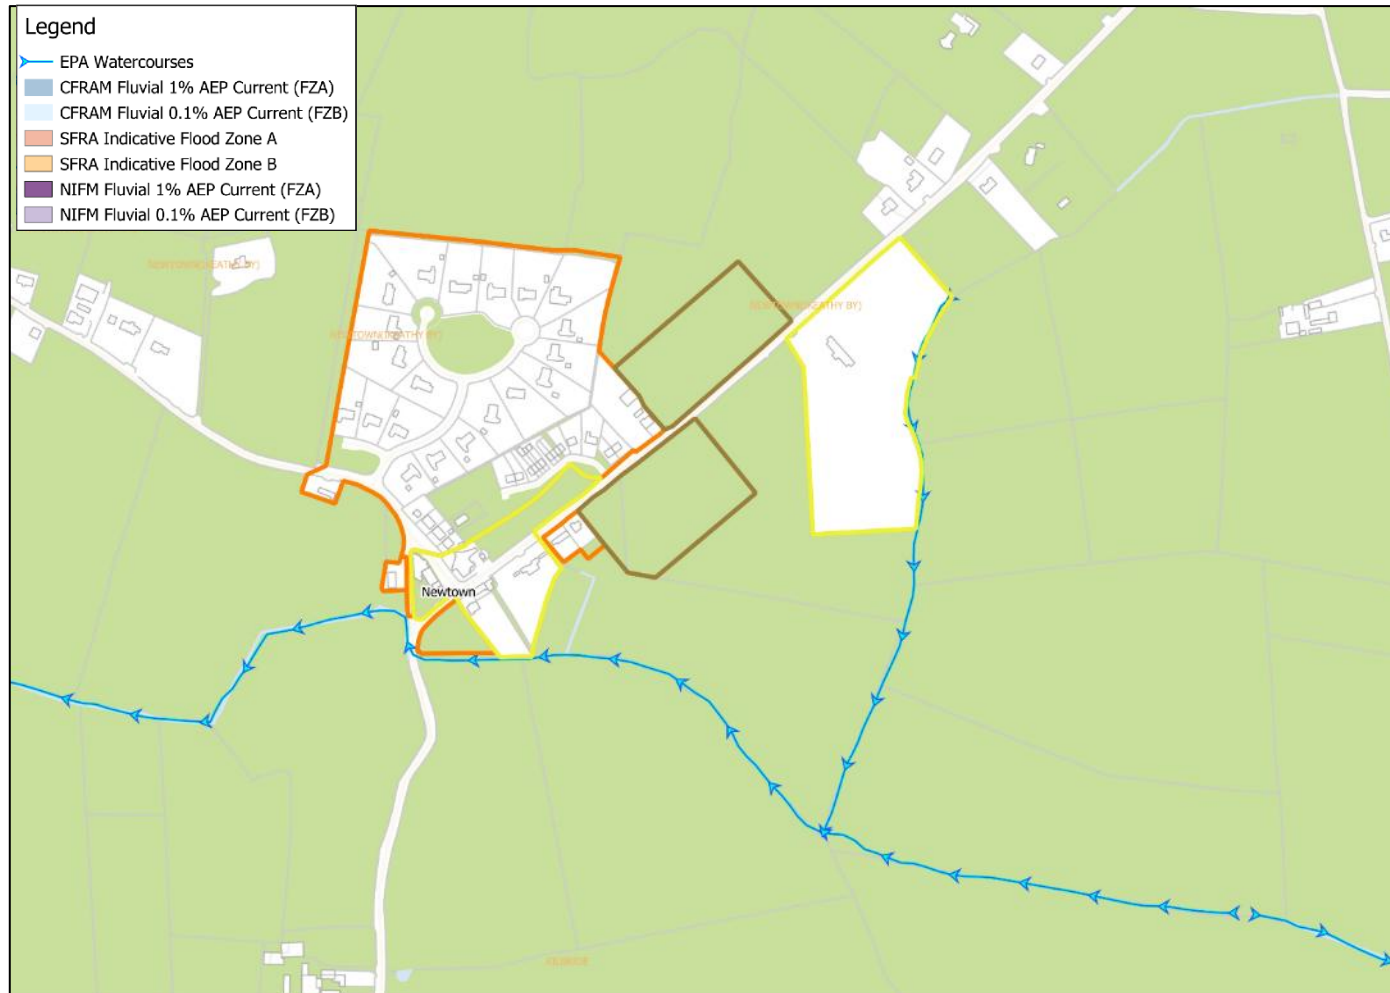 Legend
EPA Watercourses
CFRAM Fluvial 1% AEP Current (FZA)
CFRAM Fluvial 0.1% AEP Current (FZB)
SFRA Indicative Flood Zone A
SFRA Indicative Flood Zone B
NIFM Fluvial 1% AEP Current (FZA)
NIFM Fluvial 0.1% AEP Current (FZB)
Newtown